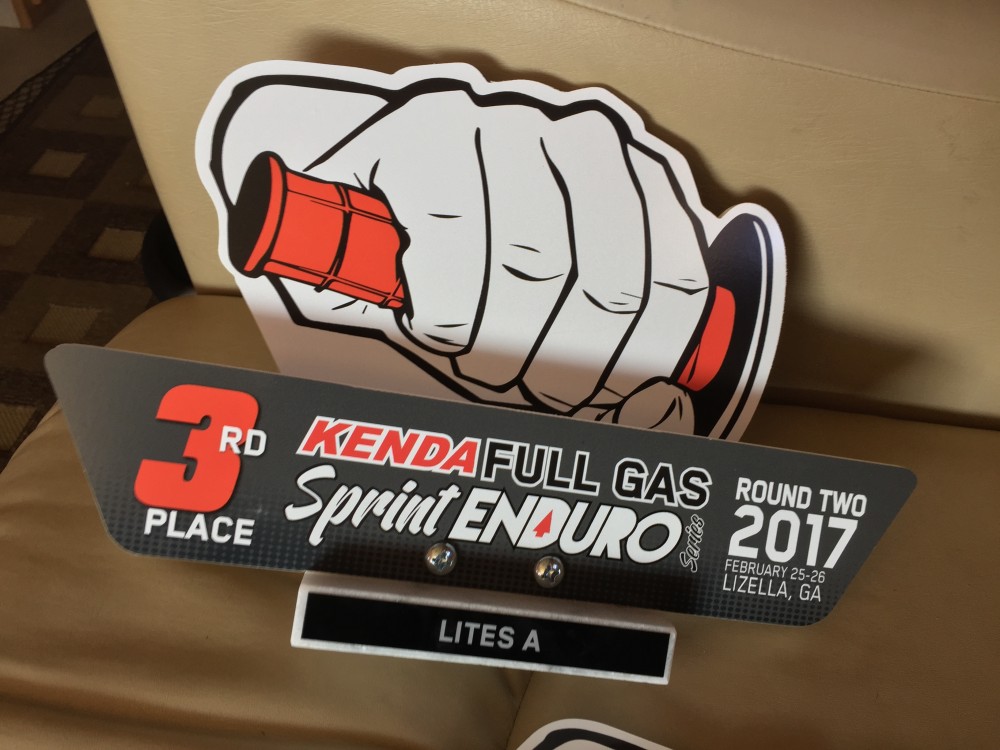 3RD
PLACE
KENDA FULL GAS
Sprint ENDURO Series
ROUND TWO
2017
FEBRUARY 25-26
LIZELLA, GA
LITES A